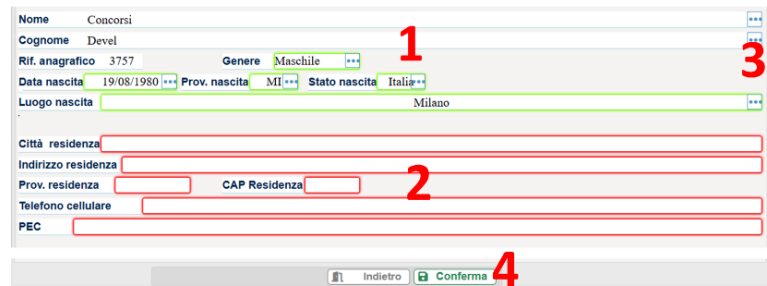 Nome Concorsi
Cognome Devel
1
3
Rif. anagrafico 3757 Genere Maschile
Data nascita 19/08/1980 Prov. nascita MI Stato nascita Italia
Luogo nascita Milano
Città residenza
Indirizzo residenza
2
Prov. residenza CAP Residenza
Telefono cellulare
PEC
Indietro Conferma 4